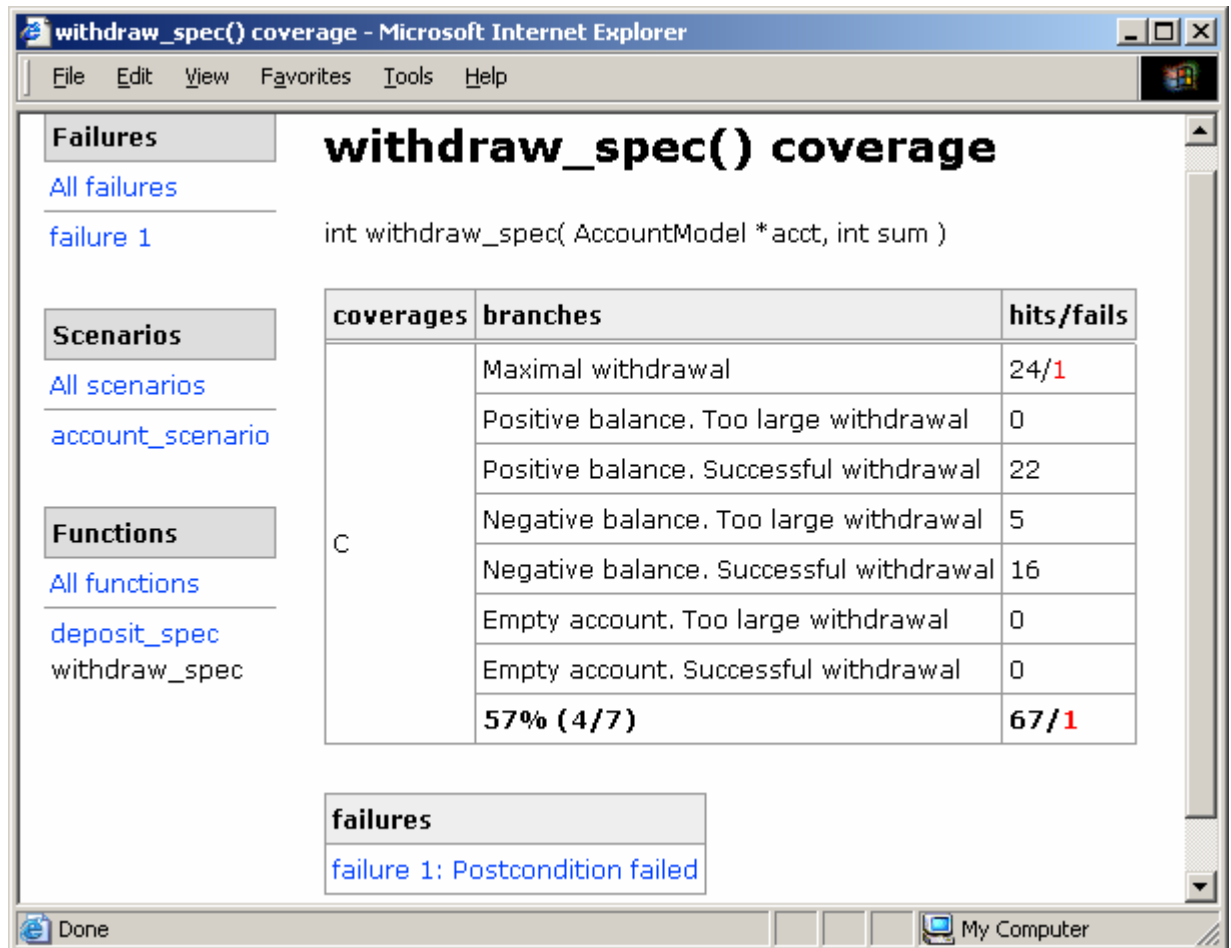 withdraw_spec() coverage - Microsoft Internet Explorer
File Edit View Favorites Tools Help
Failures
All failures
failure 1
Scenarios
All scenarios
account_scenario
Functions
All functions
deposit_spec
withdraw_spec
withdraw_spec() coverage
int withdraw_spec( AccountModel *acct, int sum )
coverages branches hits/fails
C
Maximal withdrawal 24/1
Positive balance. Too large withdrawal 0
Positive balance. Successful withdrawal 22
Negative balance. Too large withdrawal 5
Negative balance. Successful withdrawal 16
Empty account. Too large withdrawal 0
Empty account. Successful withdrawal 0
57% (4/7) 67/1
failures
failure 1: Postcondition failed
Done My Computer